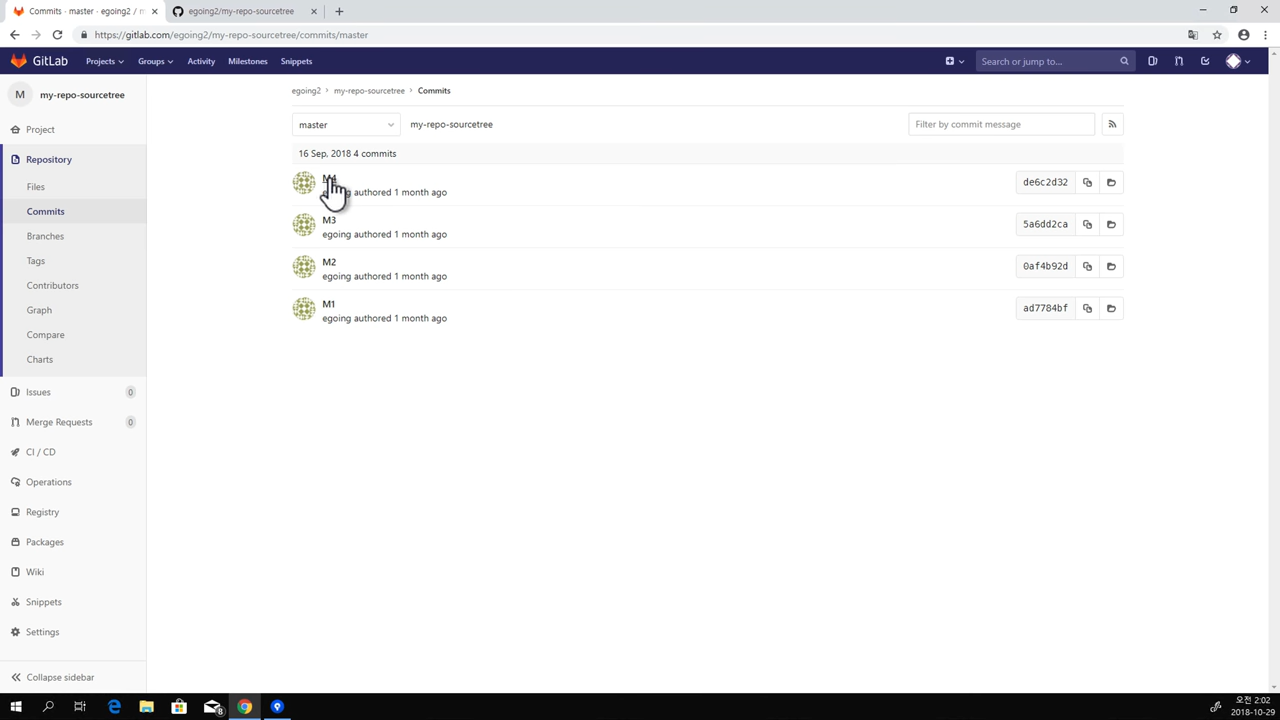 Commits · master · egoing2 / m
egoing2/my-repo-sourcetree
https://gitlab.com/egoing2/my-repo-sourcetree/commits/master
GitLab
Projects
Groups
Activity
Milestones
Snippets
Search or jump to...
M
my-repo-sourcetree
Project
Repository
Files
Commits
Branches
Tags
Contributors
Graph
Compare
Charts
Issues
0
Merge Requests
0
CI / CD
Operations
Registry
Packages
Wiki
Snippets
Settings
Collapse sidebar
egoing2 > my-repo-sourcetree > Commits
master
my-repo-sourcetree
Filter by commit message
16 Sep, 2018 4 commits
M4
egoing authored 1 month ago
de6c2d32
M3
egoing authored 1 month ago
5a6dd2ca
M2
egoing authored 1 month ago
0af4b92d
M1
egoing authored 1 month ago
ad7784bf
8
오전 2:02
2018-10-29